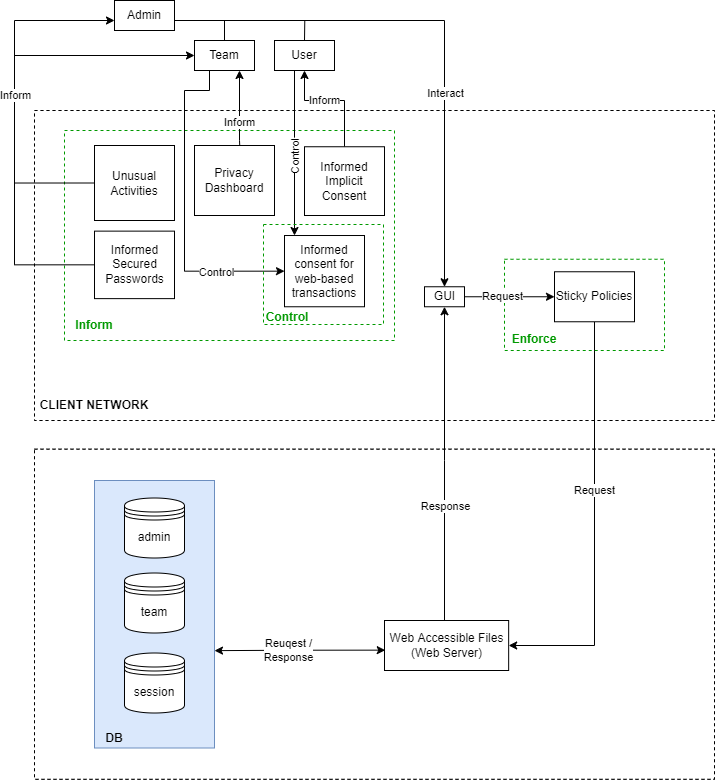 Admin
Team
User
Inform
Interact
Inform
Inform
Control
Unusual
Activities
Privacy
Dashboard
Informed
Implicit
Consent
Informed
Secured
Passwords
Informed
consent for
web-based
transactions
Control
Control
Inform
GUI
Request
Sticky Policies
Enforce
CLIENT NETWORK
Request
Response
admin
team
session
DB
Reuqest /
Response
Web Accessible Files
(Web Server)